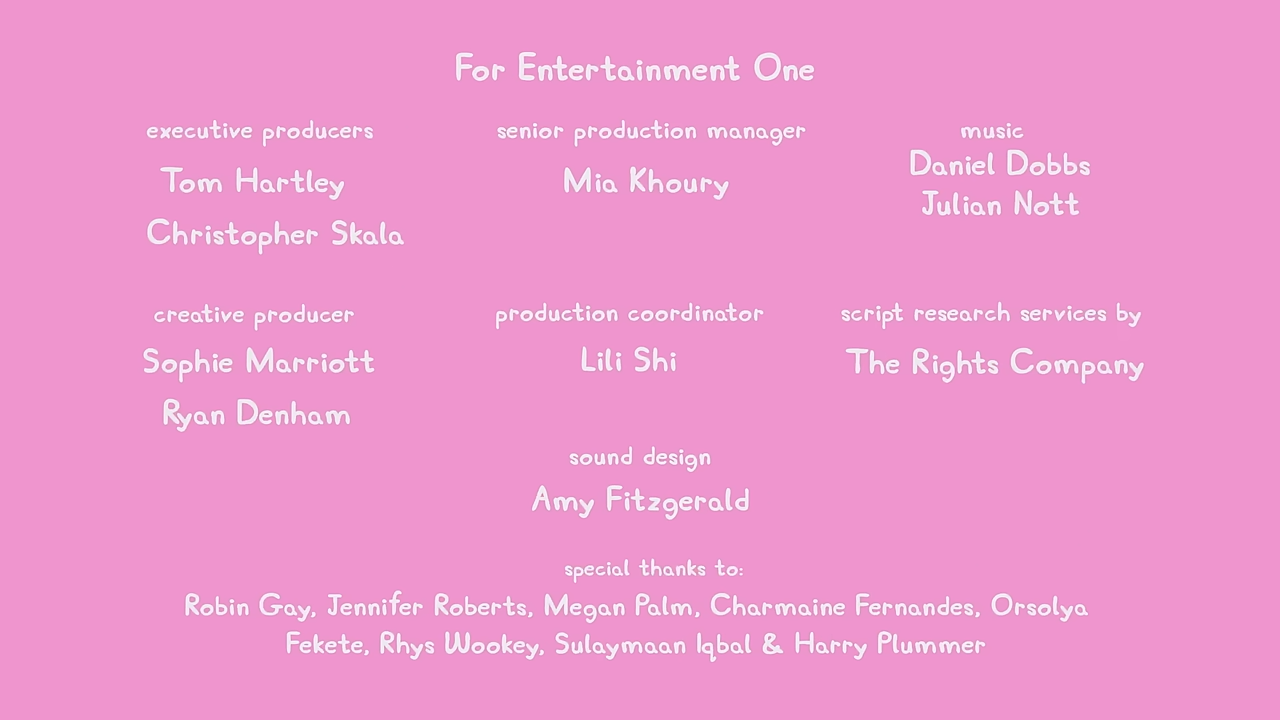 For Entertainment One
executive producers
Tom Hartley
Christopher Skala
senior production manager
Mia Khoury
music
Daniel Dobbs
Julian Nott
creative producer
Sophie Marriott
Ryan Denham
production coordinator
Lili Shi
script research services by
The Rights Company
sound design
Amy Fitzgerald
special thanks to:
Robin Gay, Jennifer Roberts, Megan Palm, Charmaine Fernandes, Orsolya
Fekete, Rhys Wookey, Sulaymaan Iqbal & Harry Plummer